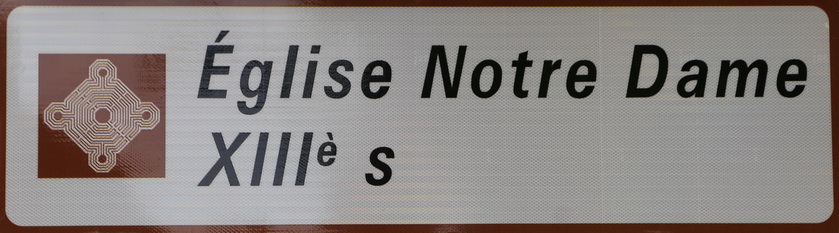 Église Notre Dame
XIIIè s